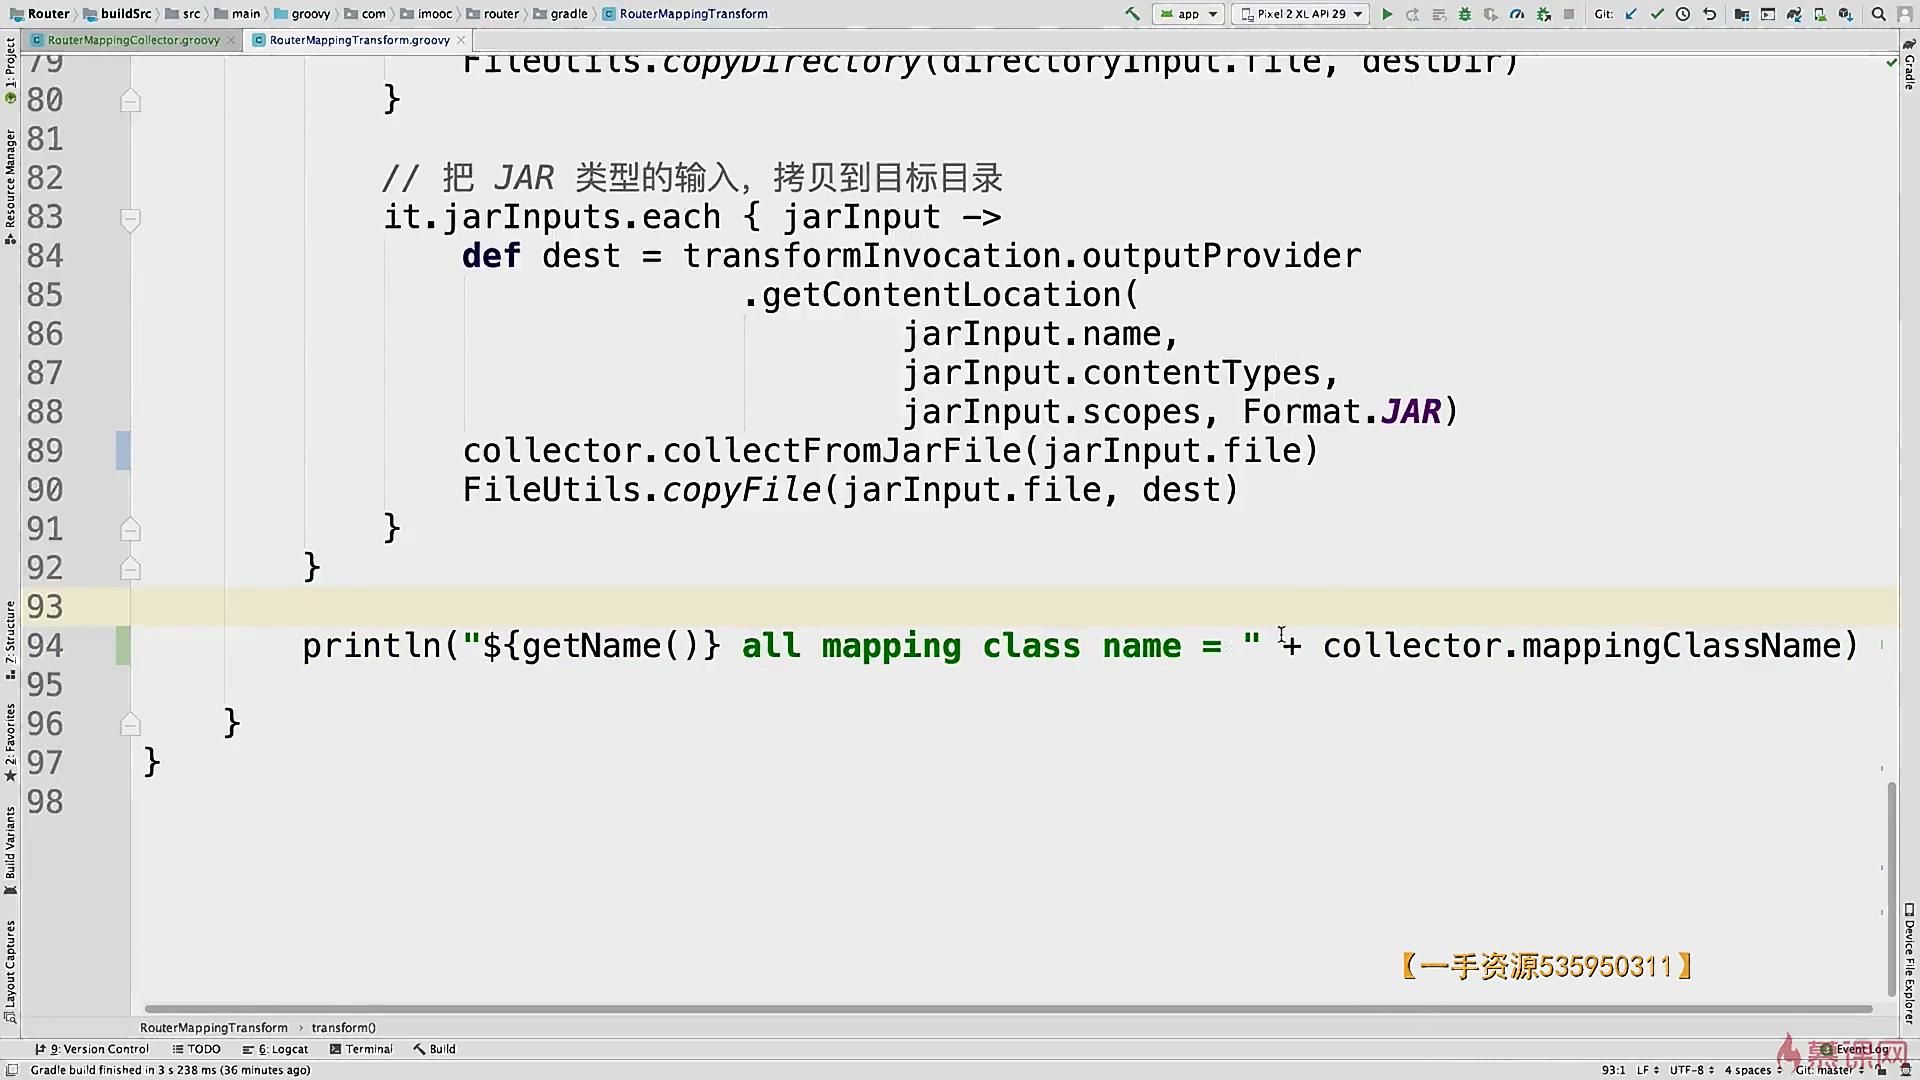 Router buildSrc src main groovy com imooc router gradle RouterMappingTransform app Pixel 2 XL API 29 Git:
RouterMappingCollector.groovy RouterMappingTransform.groovy
79 FileUtils.copyDirectory(directoryInput.file, destDir)
80 }
81
82 // 把 JAR 类型的输入，拷贝到目标目录
83 it.jarInputs.each { jarInput ->
84 def dest = transformInvocation.outputProvider
85 .getContentLocation(
86 jarInput.name,
87 jarInput.contentTypes,
88 jarInput.scopes, Format.JAR)
89 collector.collectFromJarFile(jarInput.file)
90 FileUtils.copyFile(jarInput.file, dest)
91 }
92 }
93
94 println("${getName()} all mapping class name = " + collector.mappingClassName)
95
96 }
97 }
98
1: Project
Resource Manager
7: Structure
2: Favorites
Build Variants
Layout Captures
Gradle
Device File Explorer
【一手资源535950311】
RouterMappingTransform › transform()
9: Version Control TODO 6: Logcat Terminal Build Event Log
慕课网
Gradle build finished in 3 s 238 ms (36 minutes ago) 93:1 LF UTF-8 4 spaces Git: master